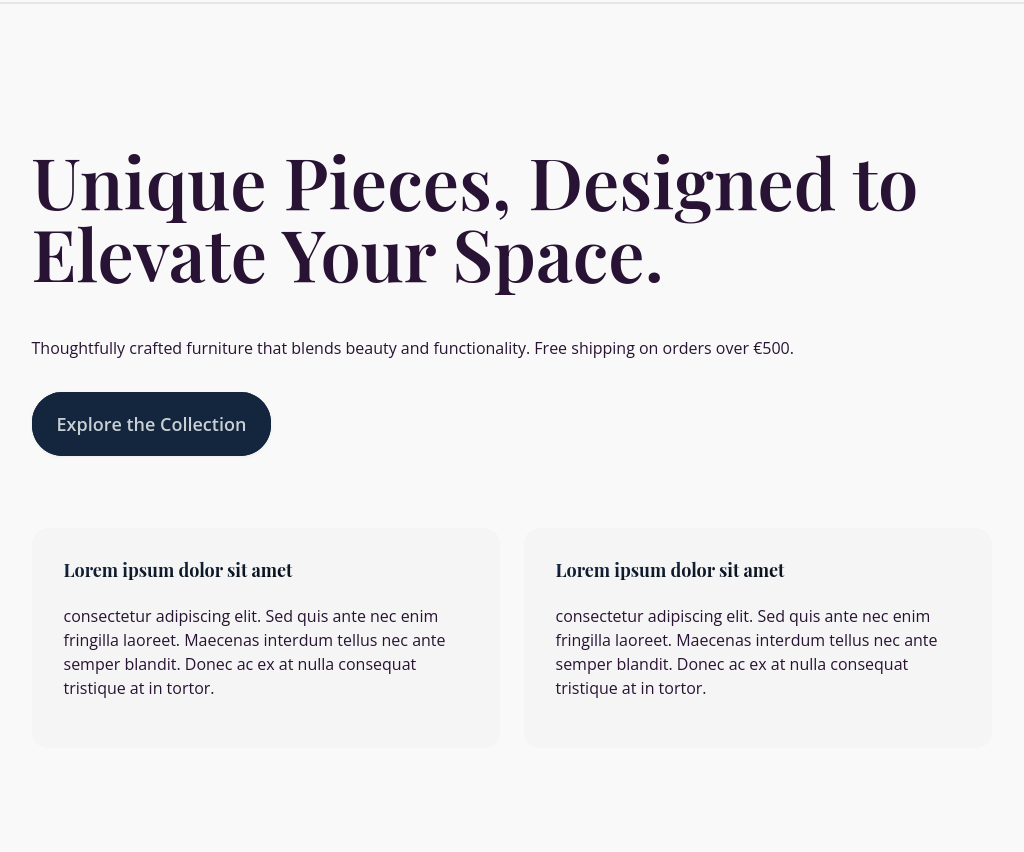 Unique Pieces, Designed to
Elevate Your Space.
Thoughtfully crafted furniture that blends beauty and functionality. Free shipping on orders over €500.
Explore the Collection
Lorem ipsum dolor sit amet
consectetur adipiscing elit. Sed quis ante nec enim
fringilla laoreet. Maecenas interdum tellus nec ante
semper blandit. Donec ac ex at nulla consequat
tristique at in tortor.
Lorem ipsum dolor sit amet
consectetur adipiscing elit. Sed quis ante nec enim
fringilla laoreet. Maecenas interdum tellus nec ante
semper blandit. Donec ac ex at nulla consequat
tristique at in tortor.